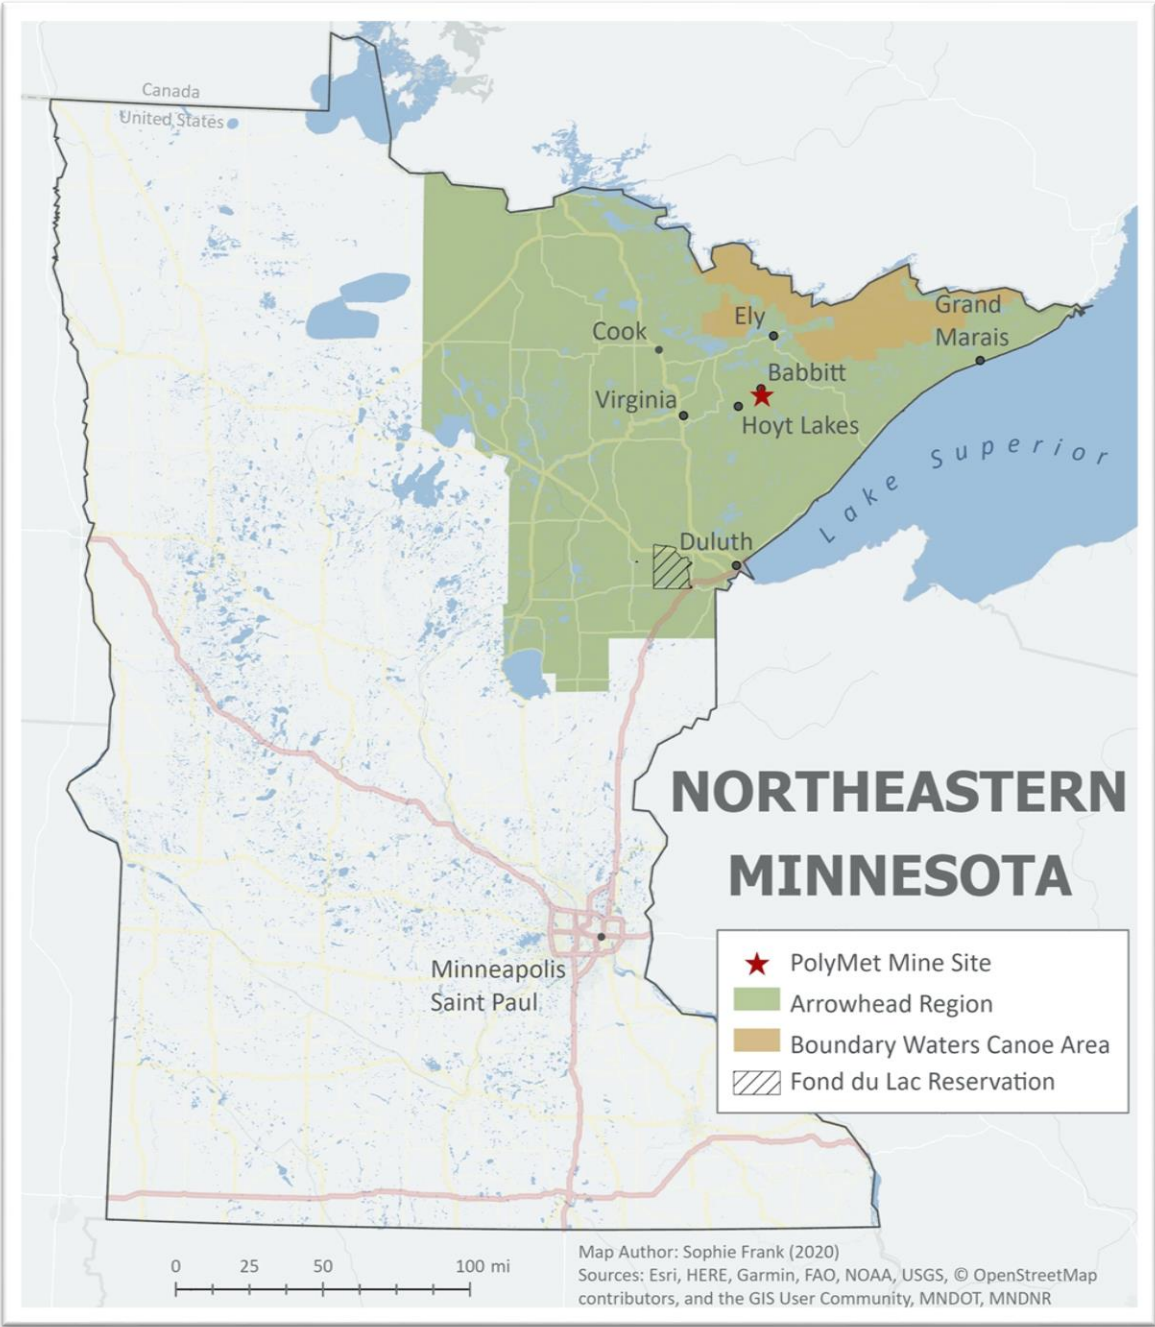 Canada
United States
Grand
Marais
Ely
Cook
Babbitt
Virginia
Hoyt Lakes
Lake Superior
Duluth
NORTHEASTERN
MINNESOTA
PolyMet Mine Site
Arrowhead Region
Boundary Waters Canoe Area
Fond du Lac Reservation
Minneapolis
Saint Paul
0 25 50 100 mi
Map Author: Sophie Frank (2020)
Sources: Esri, HERE, Garmin, FAO, NOAA, USGS, © OpenStreetMap
contributors, and the GIS User Community, MNDOT, MNDNR